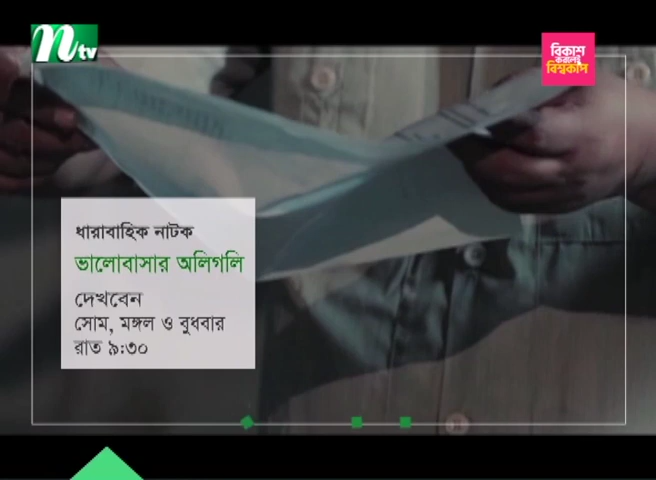 ntv
বিকাশ
করলেই
বিশ্বকাপ
ধারাবাহিক নাটক
ভালোবাসার অলিগলি
দেখবেন
সোম, মঙ্গল ও বুধবার
রাত ৯:৩০